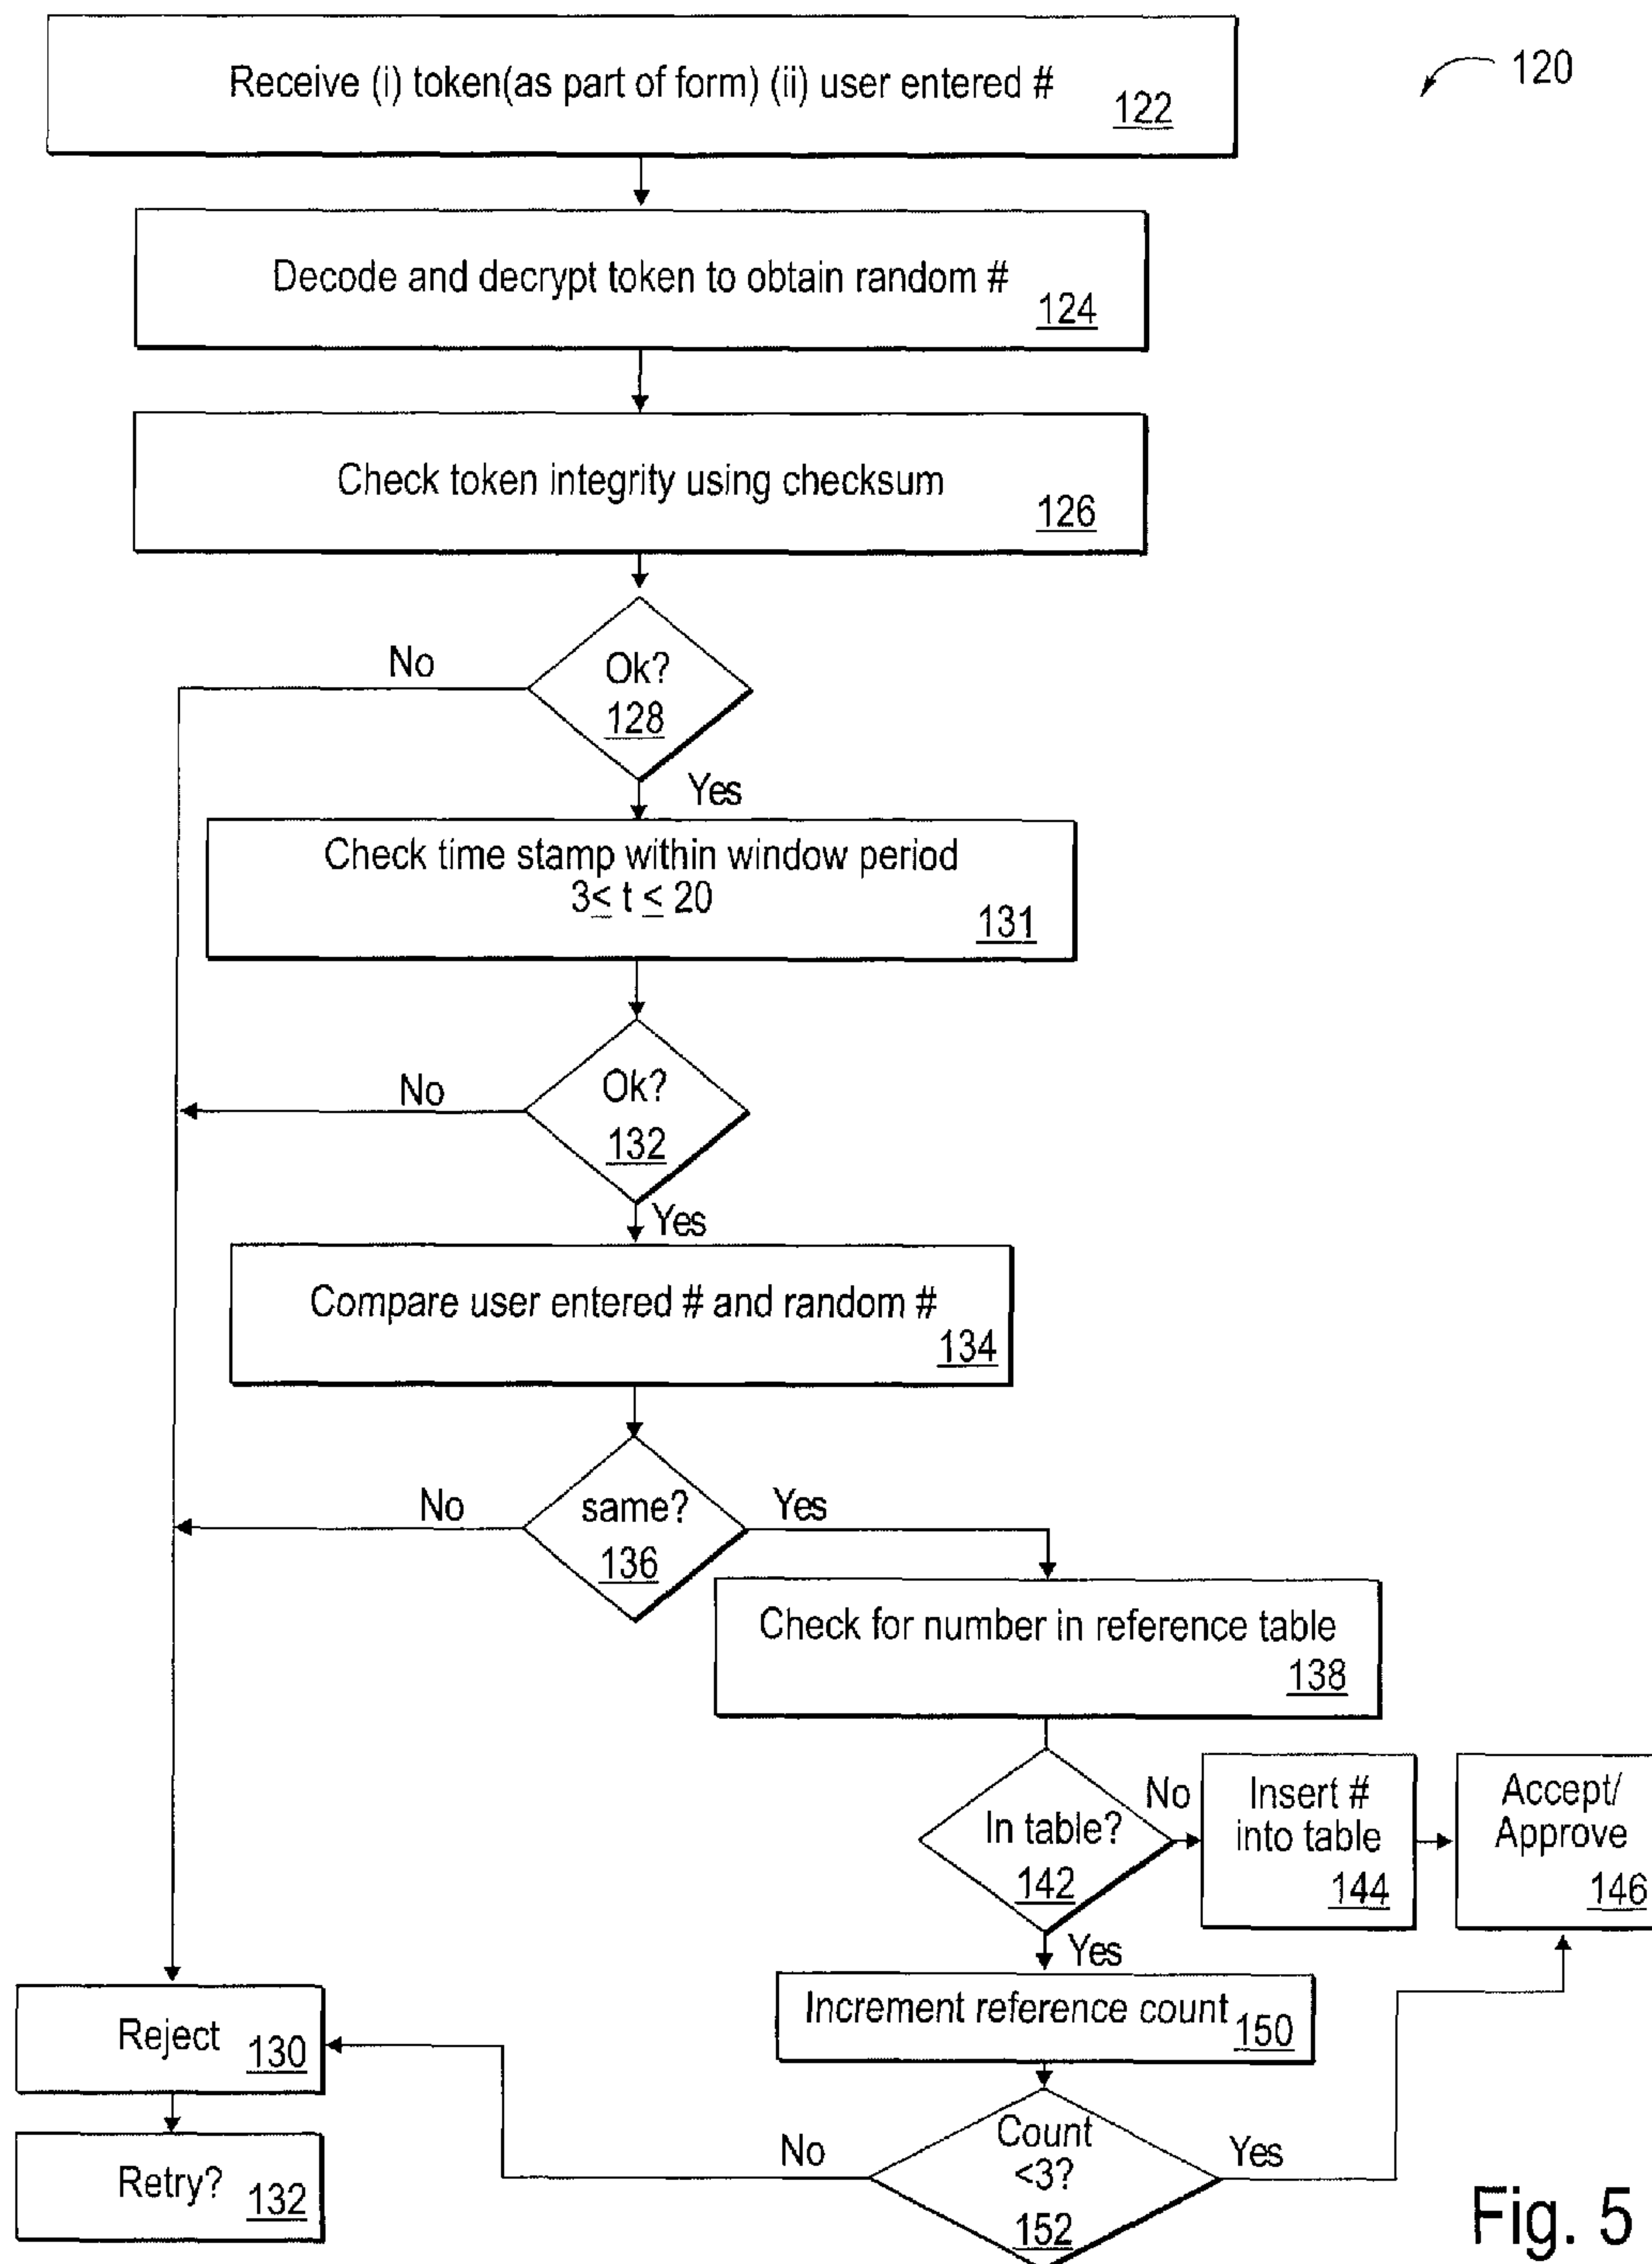 120
Receive (i) token(as part of form) (ii) user entered #
122
Decode and decrypt token to obtain random #
124
Check token integrity using checksum
126
No
Ok?
128
Yes
Check time stamp within window period
3≤ t ≤ 20
131
No
Ok?
132
Yes
Compare user entered # and random #
134
No
same?
136
Yes
Check for number in reference table
138
In table?
142
No
Insert #
into table
144
Accept/
Approve
146
Yes
Increment reference count
150
Reject
130
Retry?
132
No
Count
<3?
152
Yes
Fig. 5